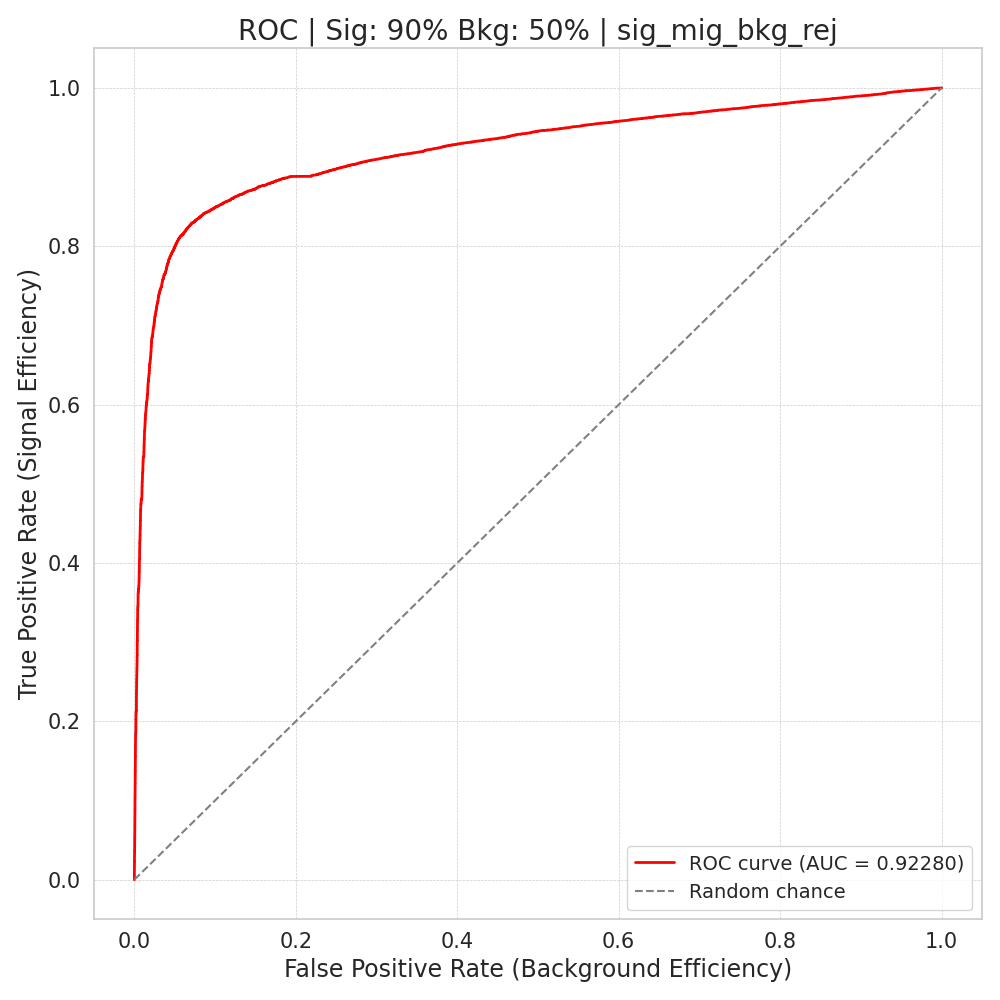 ROC | Sig: 90% Bkg: 50% | sig_mig_bkg_rej
True Positive Rate (Signal Efficiency)
1.0
0.8
0.6
0.4
0.2
0.0
ROC curve (AUC = 0.92280)
Random chance
0.0 0.2 0.4 0.6 0.8 1.0
False Positive Rate (Background Efficiency)